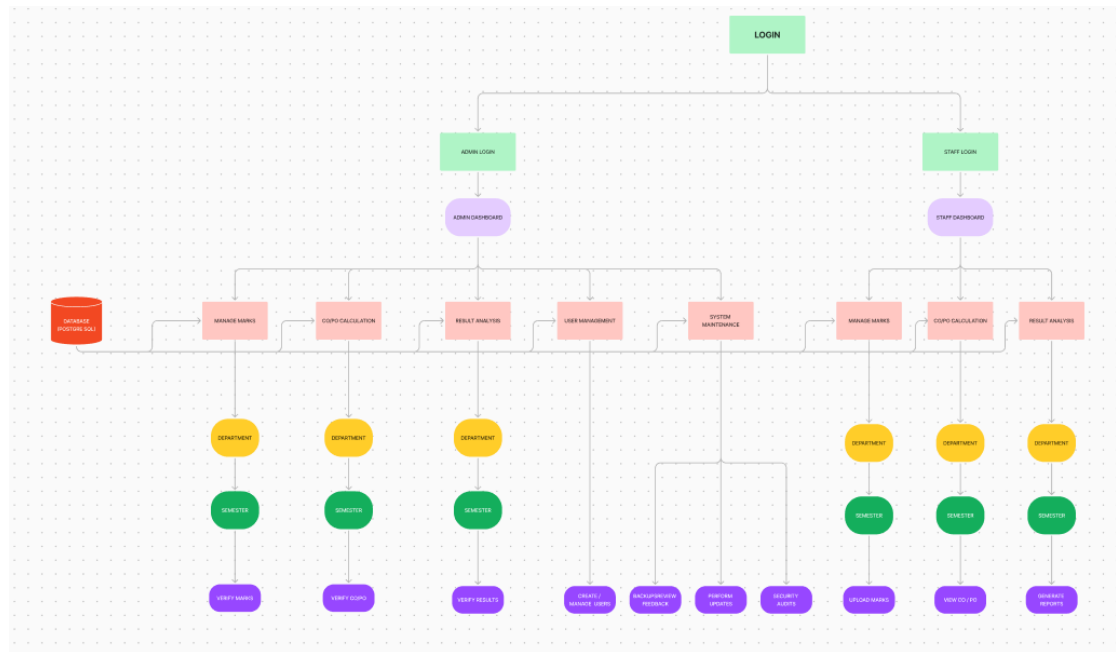 LOGIN
ADMIN LOGIN
STAFF LOGIN
ADMIN DASHBOARD
STAFF DASHBOARD
DATABASE
(POSTGRE SQL)
MANAGE MARKS
CO/PO CALCULATION
RESULT ANALYSIS
USER MANAGEMENT
SYSTEM
MAINTENANCE
MANAGE MARKS
CO/PO CALCULATION
RESULT ANALYSIS
DEPARTMENT
DEPARTMENT
DEPARTMENT
DEPARTMENT
DEPARTMENT
DEPARTMENT
SEMESTER
SEMESTER
SEMESTER
SEMESTER
SEMESTER
SEMESTER
VERIFY MARKS
VERIFY CO/PO
VERIFY RESULTS
CREATE /
MANAGE USERS
FEEDBACK
PERFORM
UPDATES
SECURITY
AUDITS
UPLOAD MARKS
VIEW CO / PO
GENERATE
REPORTS